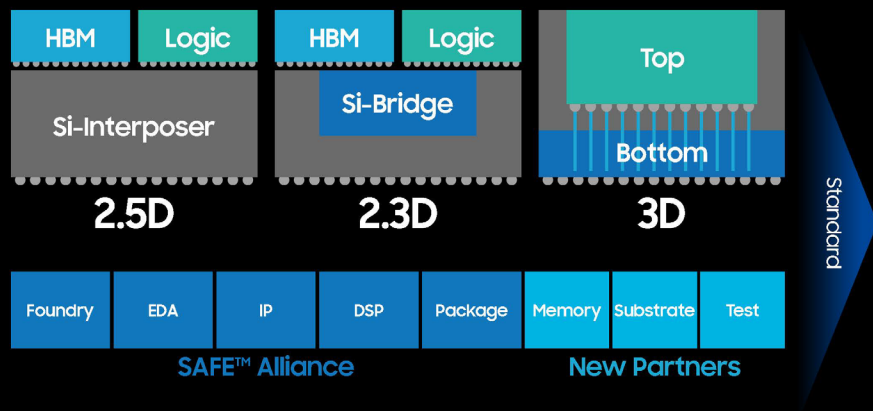 HBM
Logic
HBM
Logic
Top
Si-Interposer
Si-Bridge
Bottom
2.5D
2.3D
3D
Standard
Foundry
EDA
IP
DSP
Package
Memory
Substrate
Test
SAFE™ Alliance
New Partners